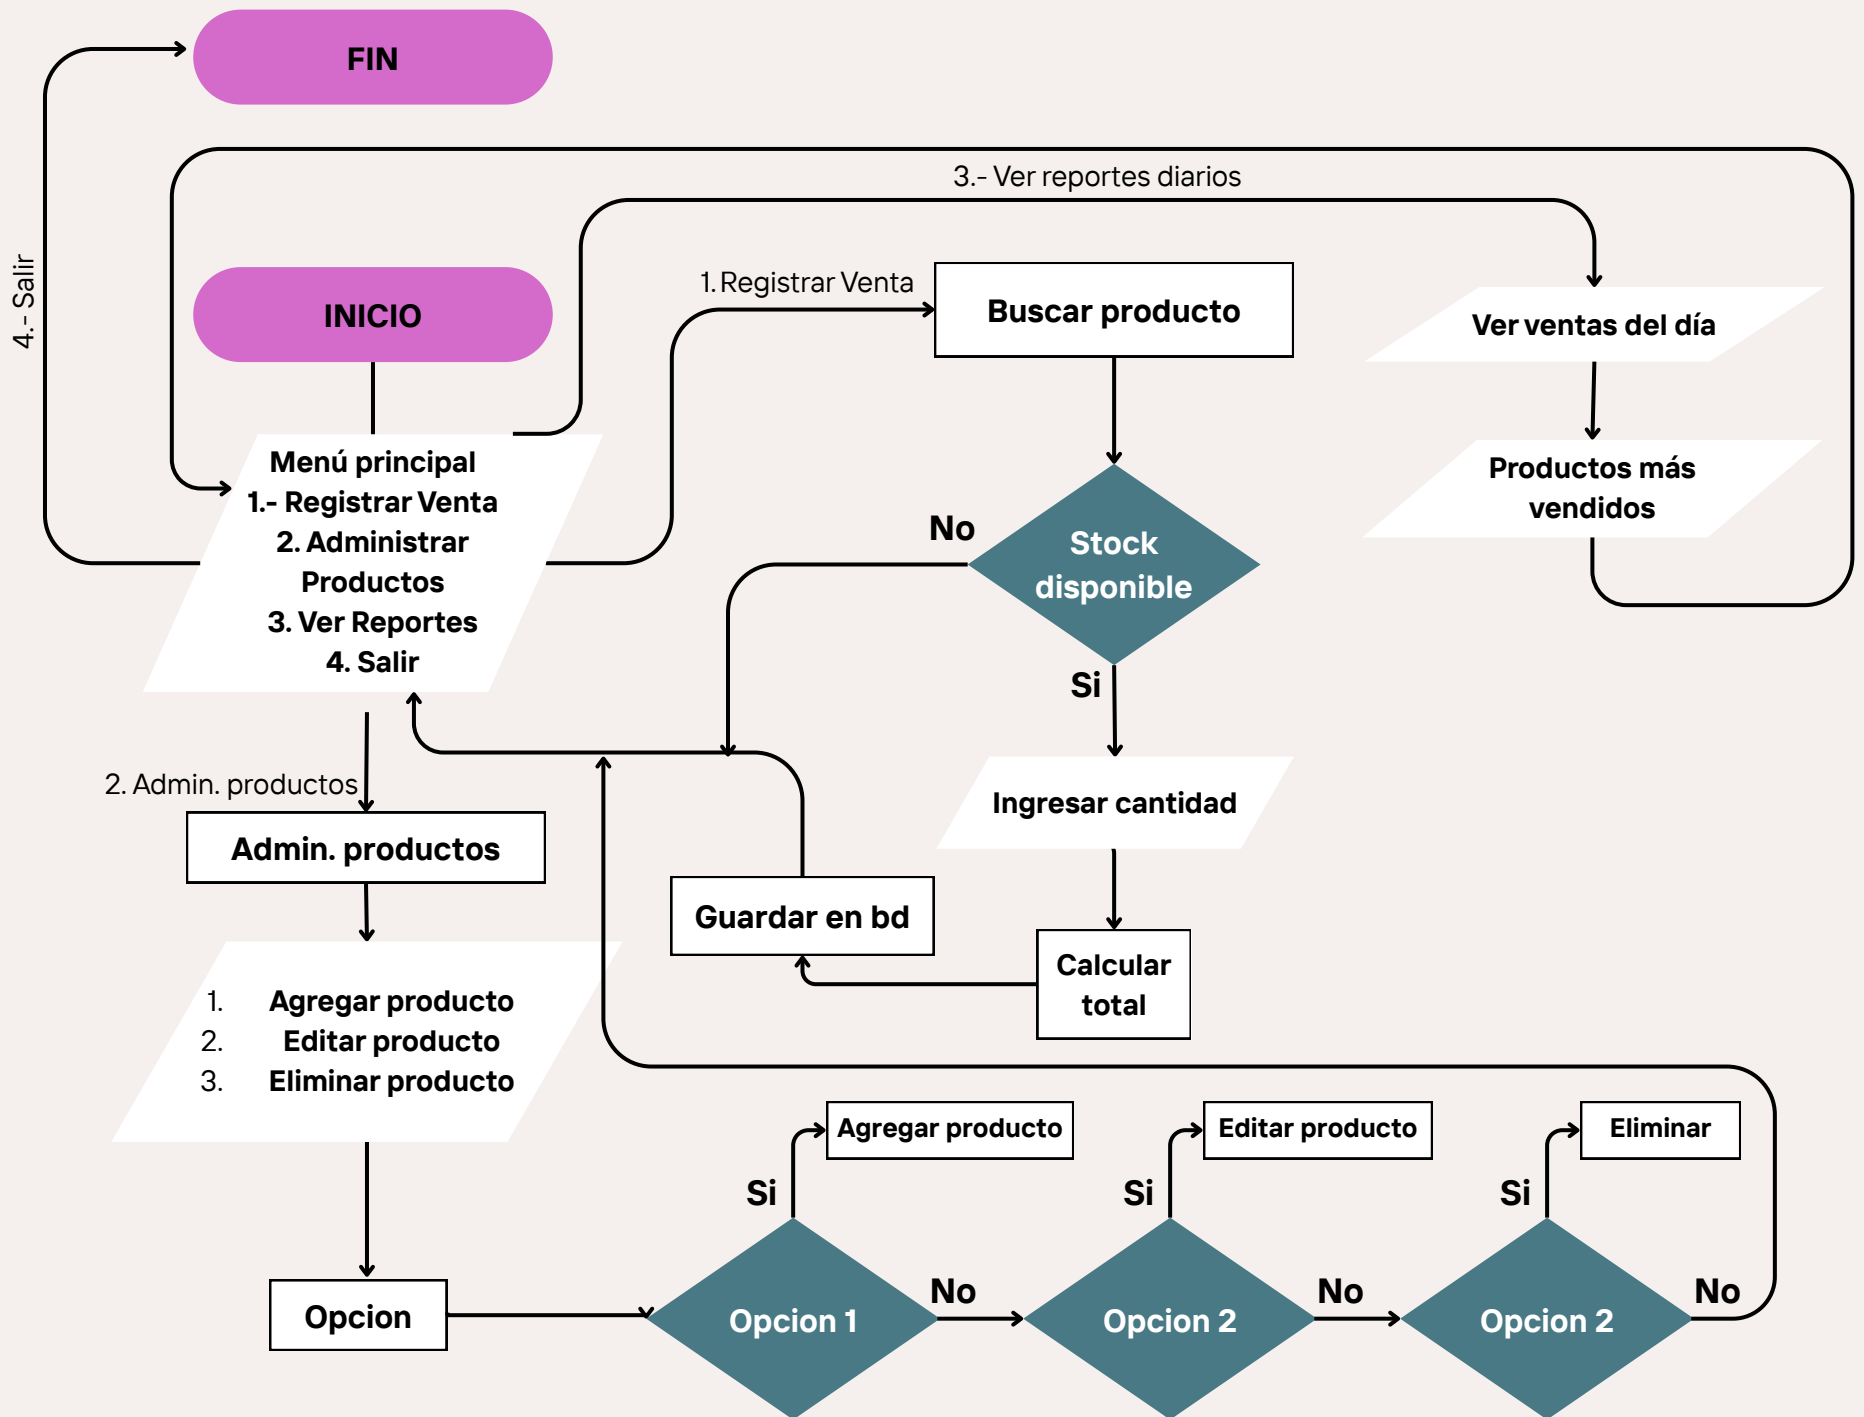 FIN
3.- Ver reportes diarios
4.- Salir
INICIO
1. Registrar Venta
Buscar producto
Ver ventas del día
Menú principal
1.- Registrar Venta
2. Administrar
Productos
3. Ver Reportes
4. Salir
Productos más
vendidos
No
Stock
disponible
Si
2. Admin. productos
Admin. productos
Ingresar cantidad
Guardar en bd
Calcular
total
1. Agregar producto
2. Editar producto
3. Eliminar producto
Agregar producto
Editar producto
Eliminar
Si
Si
Si
Opcion
Opcion 1
No
Opcion 2
No
Opcion 2
No